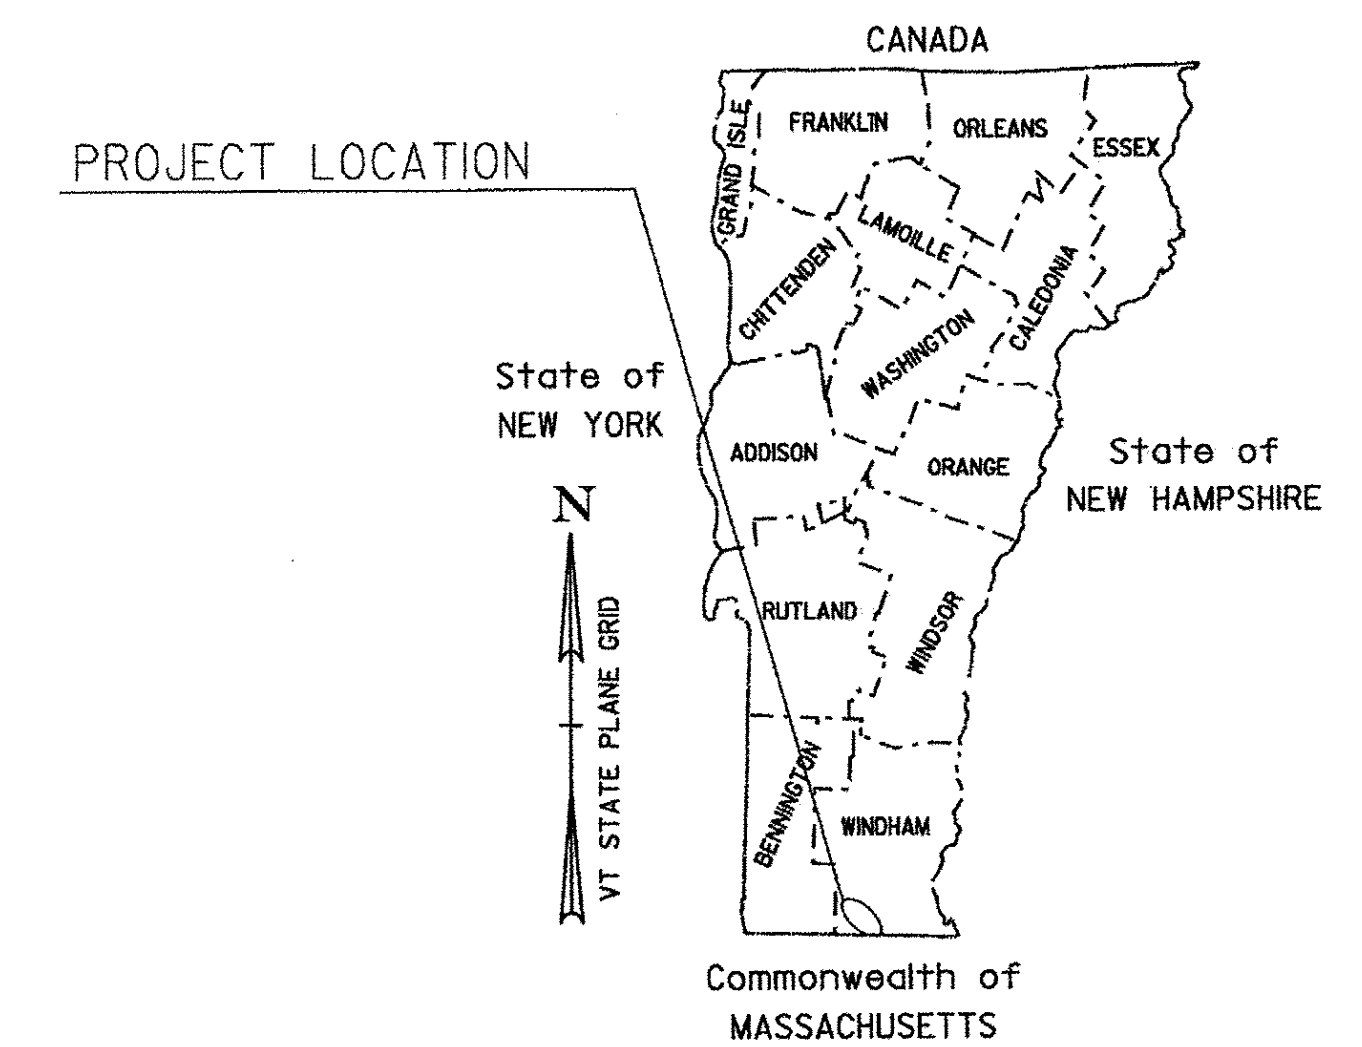 CANADA
PROJECT LOCATION
GRAND ISLE
FRANKLIN
ORLEANS
ESSEX
LAMOILLE
CHITTENDEN
CALEDONIA
WASHINGTON
State of
NEW YORK
ADDISON
ORANGE
State of
NEW HAMPSHIRE
N
VT STATE PLANE GRID
RUTLAND
WINDSOR
BENNINGTON
WINDHAM
Commonwealth of
MASSACHUSETTS